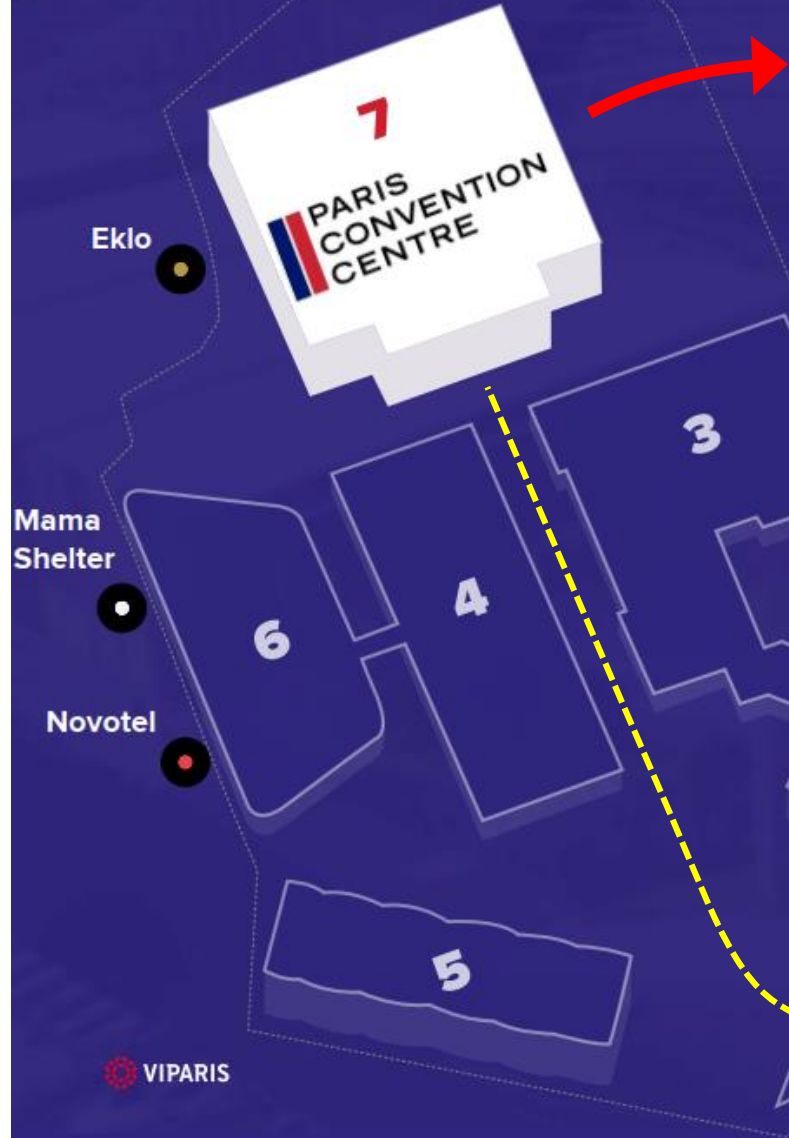 7
PARIS
CONVENTION
CENTRE
Eklo
3
Mama
Shelter
4
6
Novotel
5
VIPARIS